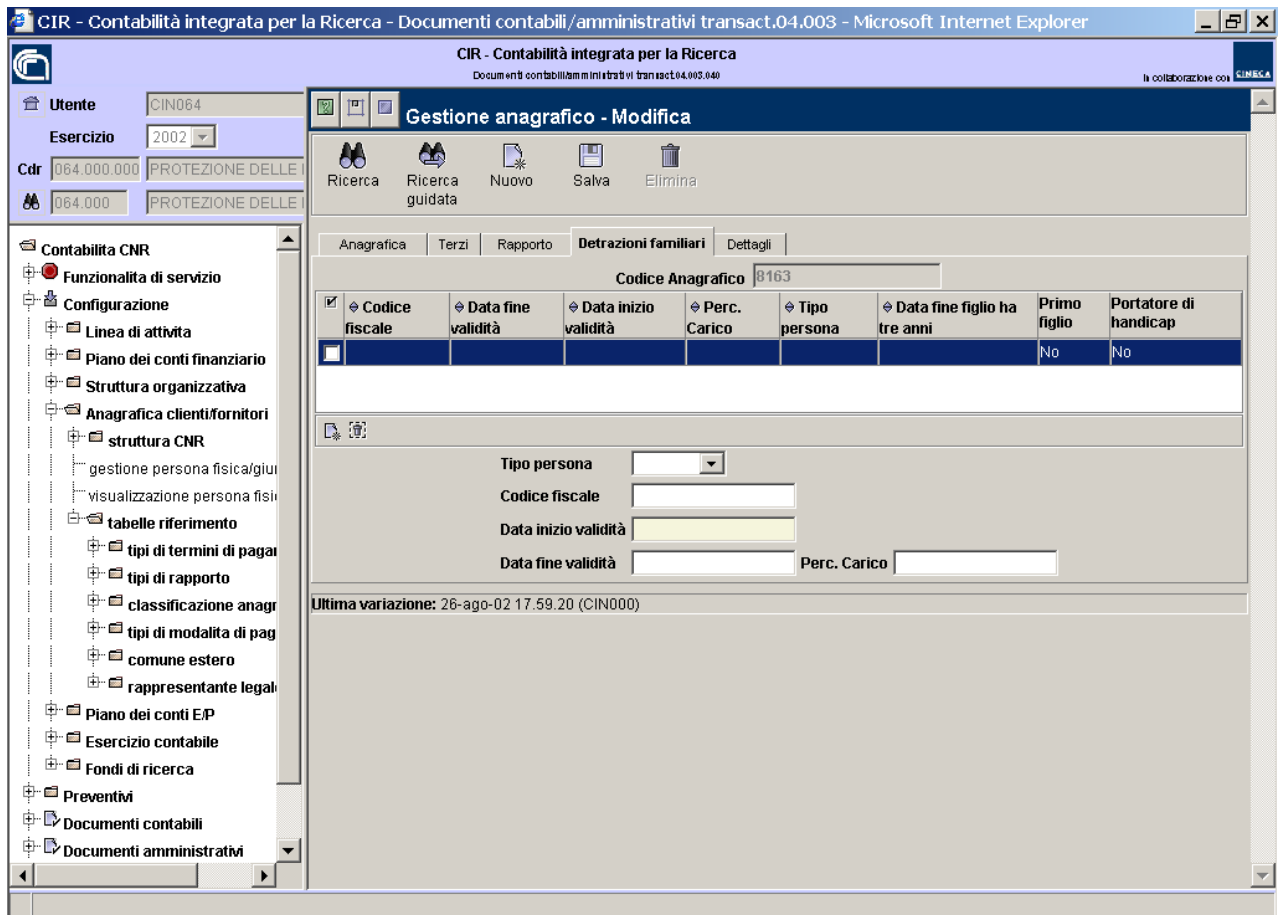 CIR - Contabilità integrata per la Ricerca - Documenti contabili/amministrativi transact.04.003 - Microsoft Internet Explorer
CIR - Contabilità integrata per la Ricerca
Documenti contabili/amministrativi transact.04.003.040
In collaborazione con CINECA
Utente CIN064
Esercizio 2002
Cdr 064.000.000 PROTEZIONE DELLE
064.000 PROTEZIONE DELLE
Contabilita CNR
Funzionalita di servizio
Configurazione
Linea di attivita
Piano dei conti finanziario
Struttura organizzativa
Anagrafica clienti/fornitori
struttura CNR
gestione persona fisica/giu
visualizzazione persona fisi
tabelle riferimento
tipi di termini di paga
tipi di rapporto
classificazione anagr
tipi di modalita di pag
comune estero
rappresentante legal
Piano dei conti E/P
Esercizio contabile
Fondi di ricerca
Preventivi
Documenti contabili
Documenti amministrativi
Gestione anagrafico - Modifica
Ricerca Ricerca guidata Nuovo Salva Elimina
Anagrafica Terzi Rapporto Detrazioni familiari Dettagli
Codice Anagrafico 8163
Codice fiscale Data fine validità Data inizio validità Perc. Carico Tipo persona Data fine figlio ha tre anni Primo figlio Portatore di handicap
No No
Tipo persona
Codice fiscale
Data inizio validità
Data fine validità Perc. Carico
Ultima variazione: 26-ago-02 17.59.20 (CIN000)